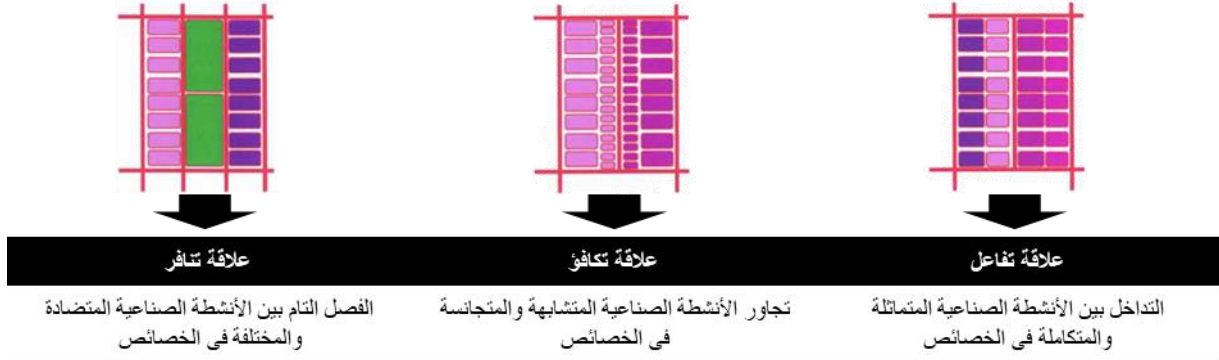 علاقة تفاعل
علاقة تكافؤ
علاقة تنافر
التداخل بين الأنشطة الصناعية المتماثلة
والمتكاملة فى الخصائص
تجاور الأنشطة الصناعية المتشابهة والمتجانسة
فى الخصائص
الفصل التام بين الأنشطة الصناعية المتضادة
والمختلفة فى الخصائص